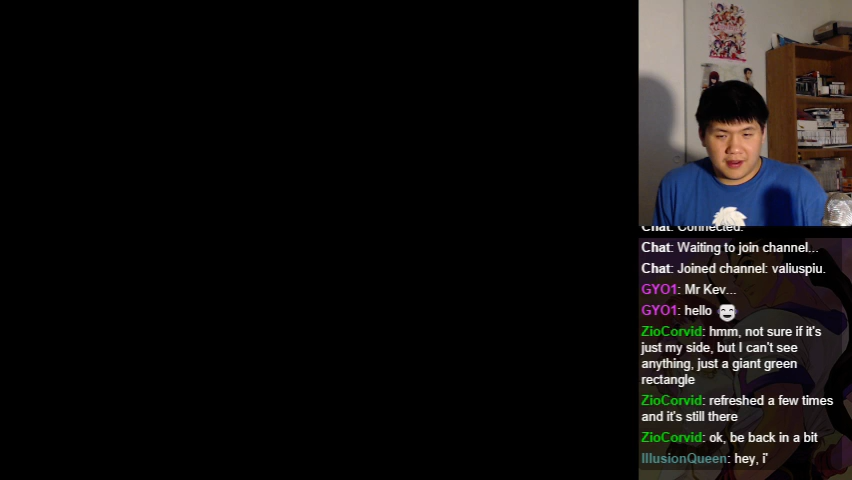 Chat: Connected.
Chat: Waiting to join channel...
Chat: Joined channel: valiuspiu.
GYO1: Mr Kev...
GYO1: hello
ZioCorvid: hmm, not sure if it's
just my side, but I can't see
anything, just a giant green
rectangle
ZioCorvid: refreshed a few times
and it's still there
ZioCorvid: ok, be back in a bit
IllusionQueen: hey, i'